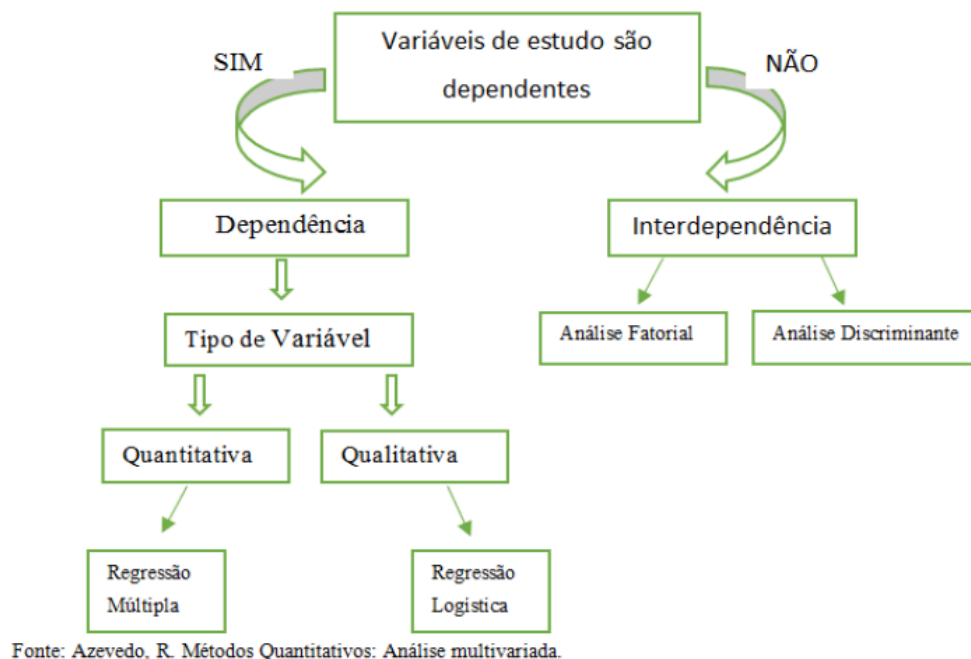 Variáveis de estudo são
dependentes
SIM
NÃO
Dependência
Interdependência
Tipo de Variável
Análise Fatorial
Análise Discriminante
Quantitativa
Qualitativa
Regressão
Múltipla
Regressão
Logistica
Fonte: Azevedo, R. Métodos Quantitativos: Análise multivariada.